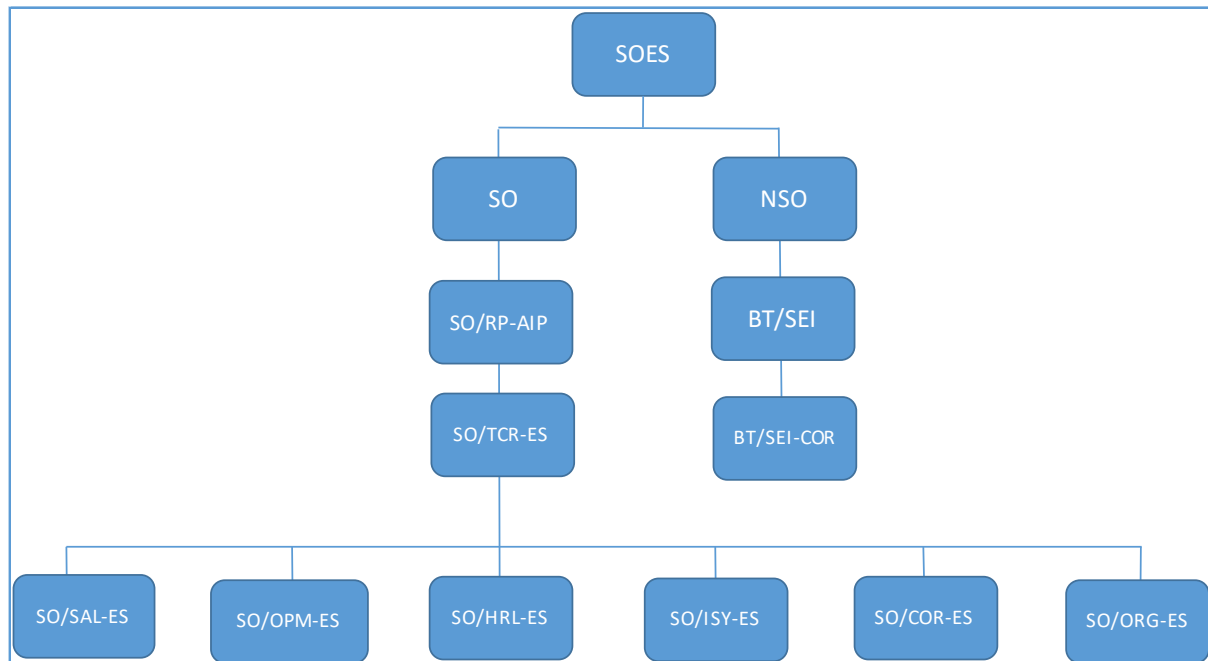 SOES
SO
NSO
SO/RP-AIP
BT/SEI
SO/TCR-ES
BT/SEI-COR
SO/SAL-ES
SO/OPM-ES
SO/HRL-ES
SO/ISY-ES
SO/COR-ES
SO/ORG-ES